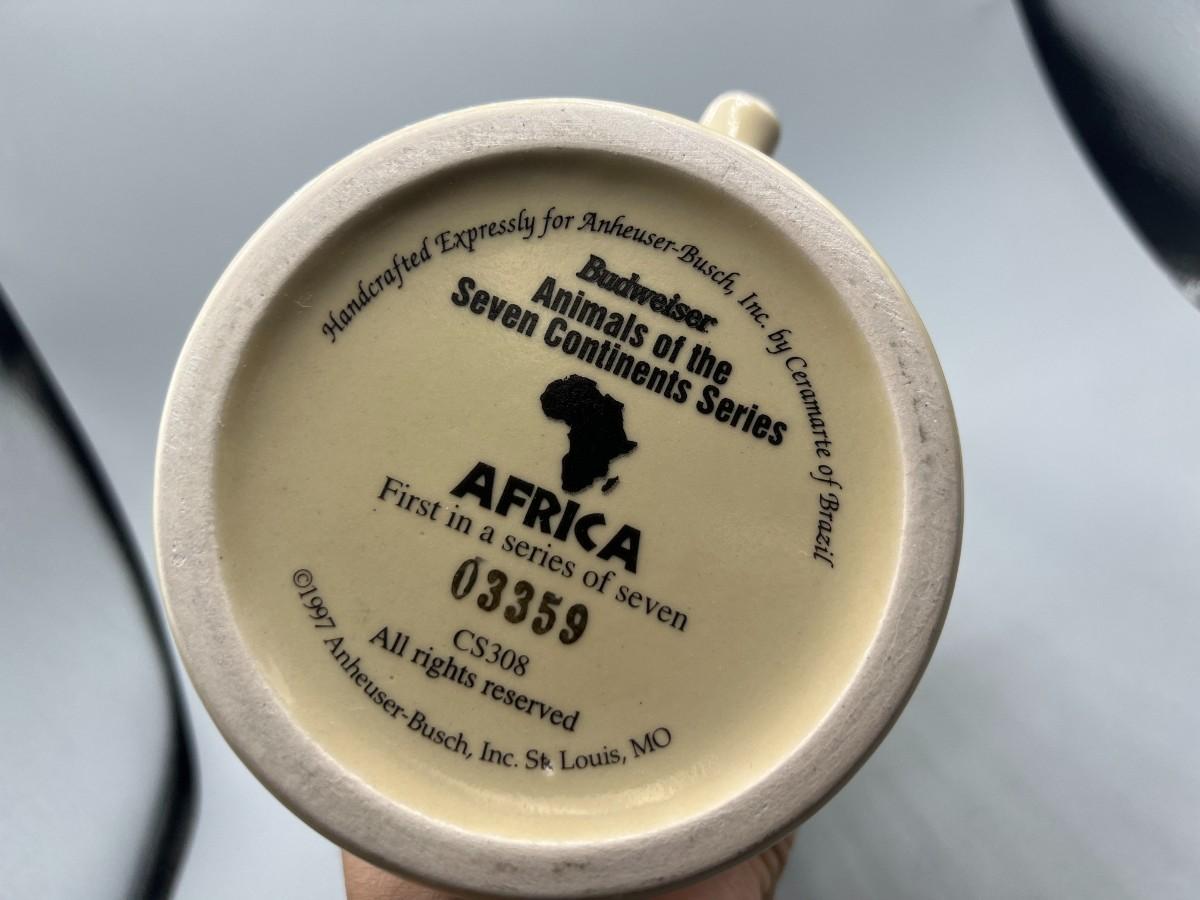 Handcrafted Expressly for Anheuser-Busch, Inc. by Ceramarte of Brazil
Budweiser
Animals of the
Seven Continents Series
AFRICA
First in a series of seven
03359
CS308
All rights reserved
©1997 Anheuser-Busch, Inc. St. Louis, MO